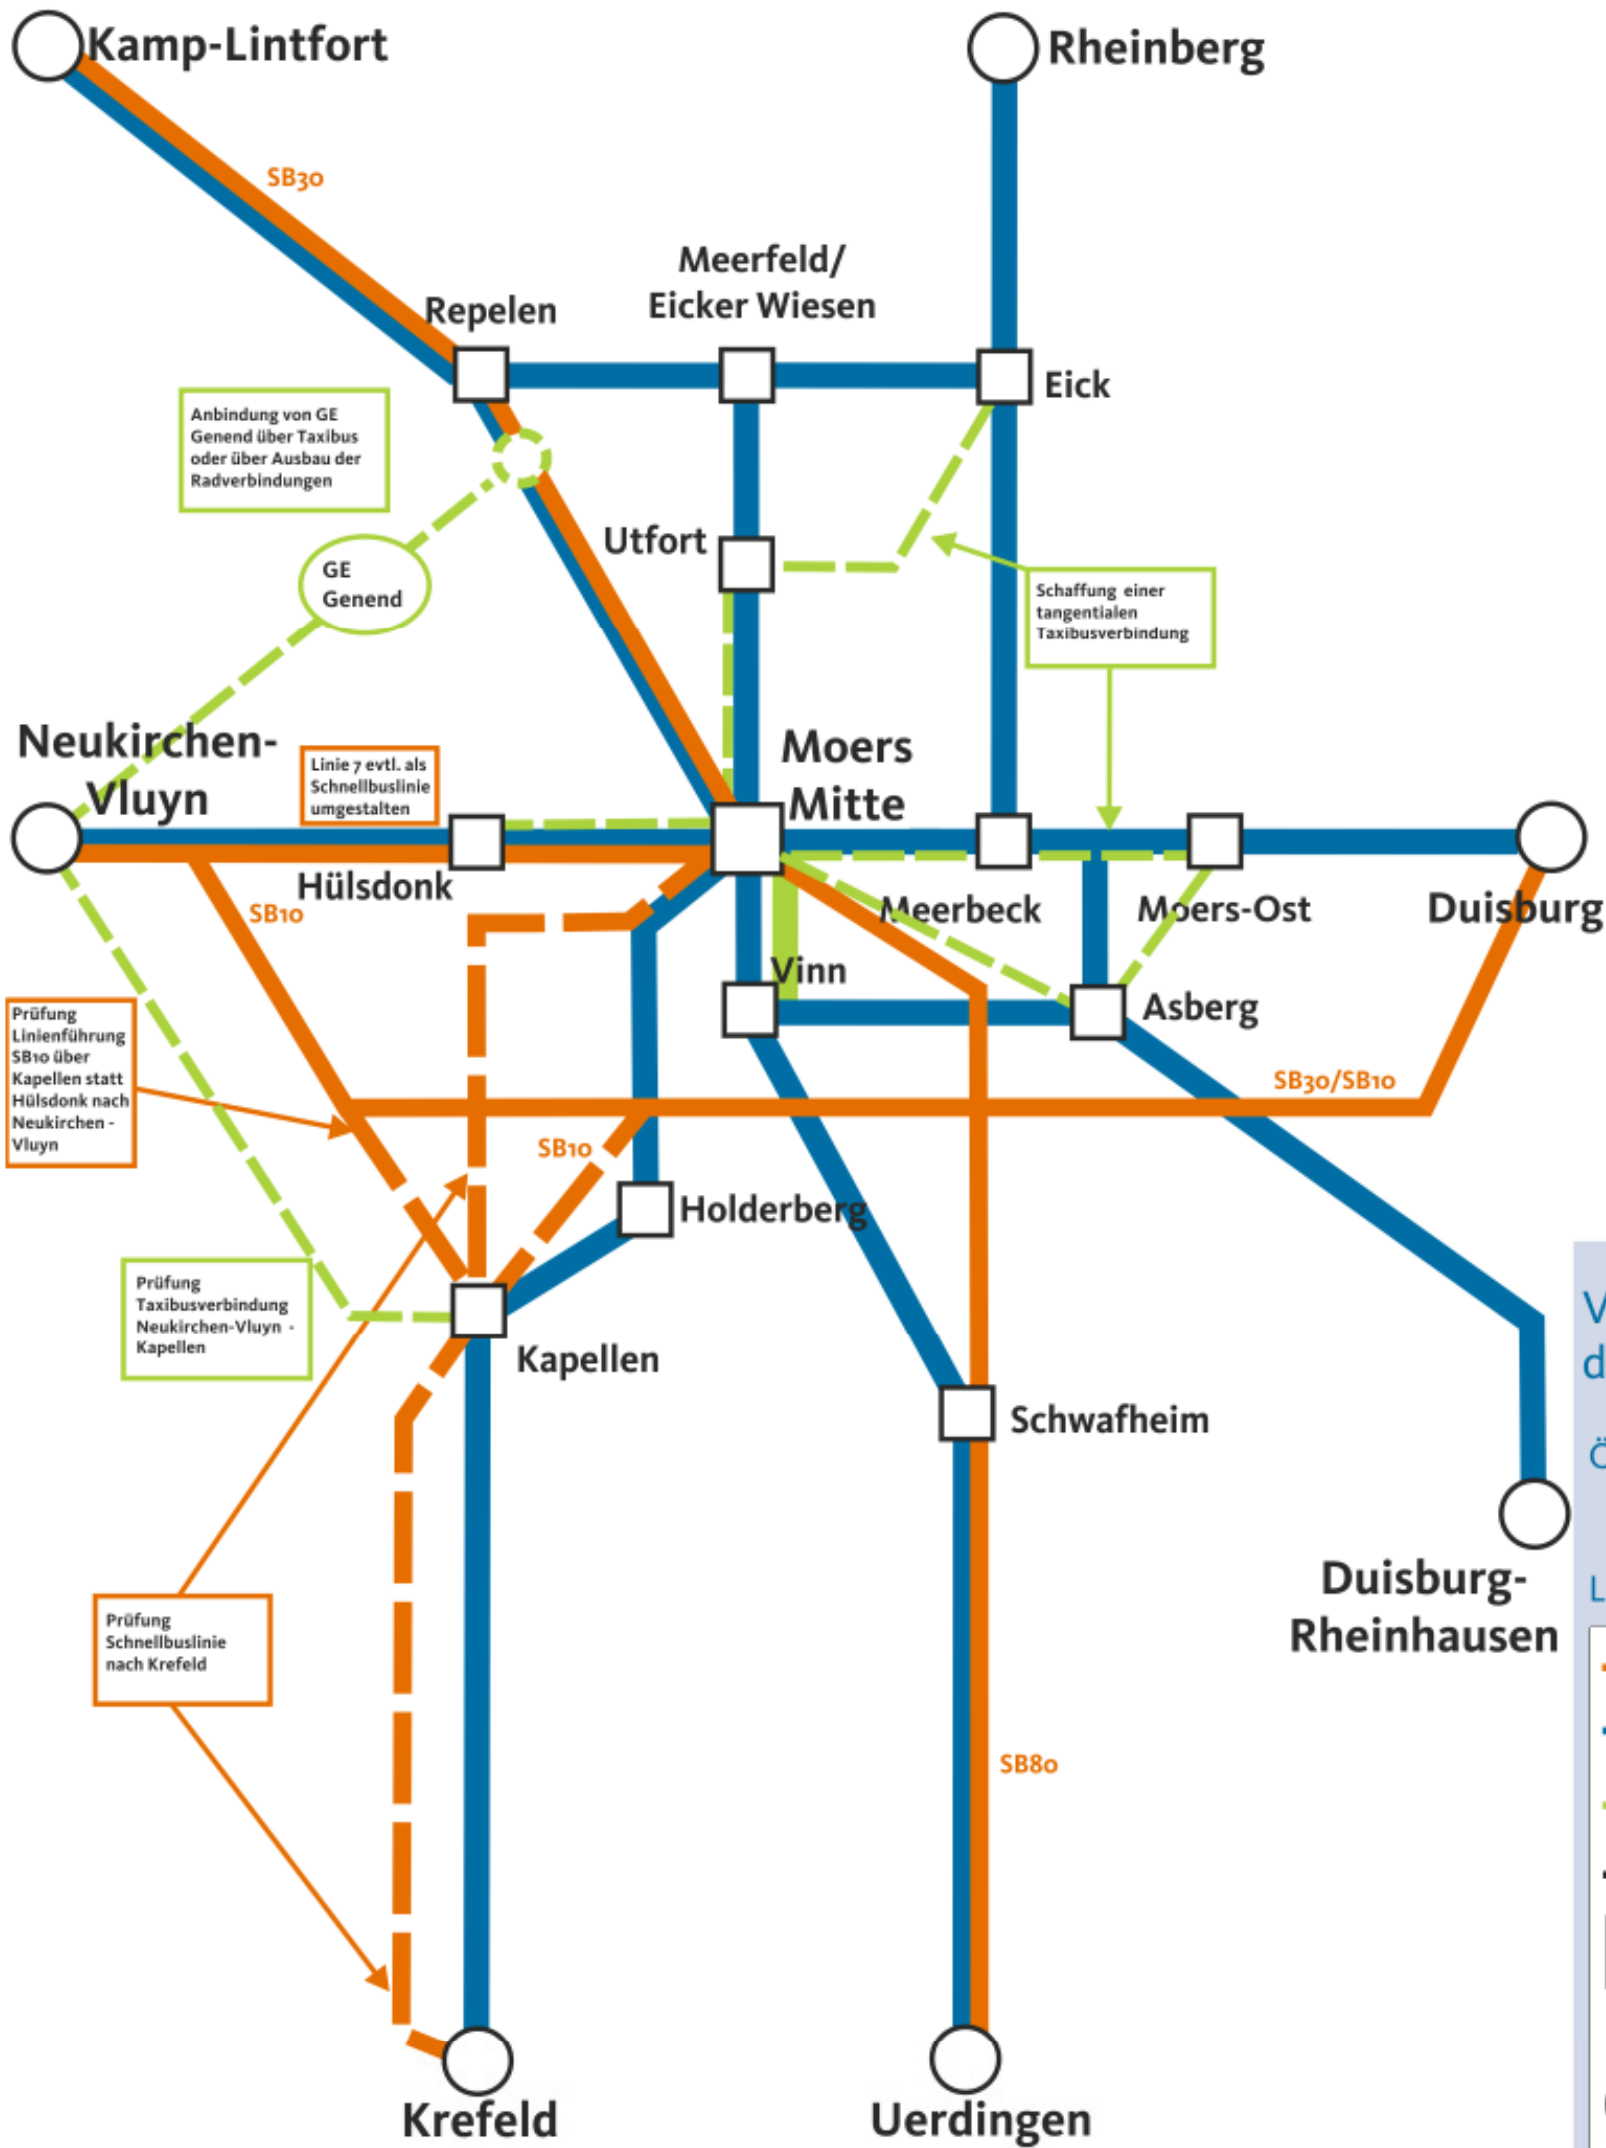 Kamp-Lintfort
Rheinberg
SB30
Meerfeld/
Eicker Wiesen
Repelen
Eick
Anbindung von GE
Genend über Taxibus
oder über Ausbau der
Radverbindungen
Utfort
GE
Genend
Schaffung einer
tangentialen
Taxibusverbindung
Neukirchen-
Vluyn
Linie 7 evtl. als
Schnellbuslinie
umgestalten
Moers
Mitte
Hülsdonk
SB10
Meerbeck
Moers-Ost
Duisburg
Vinn
Asberg
Prüfung
Linienführung
SB10 über
Kapellen statt
Hülsdonk nach
Neukirchen -
Vluyn
SB30/SB10
SB10
Holderberg
Prüfung
Taxibusverbindung
Neukirchen-Vluyn -
Kapellen
Kapellen
Schwafheim
Duisburg-
Rheinhausen
Prüfung
Schnellbuslinie
nach Krefeld
SB80
Krefeld
Uerdingen